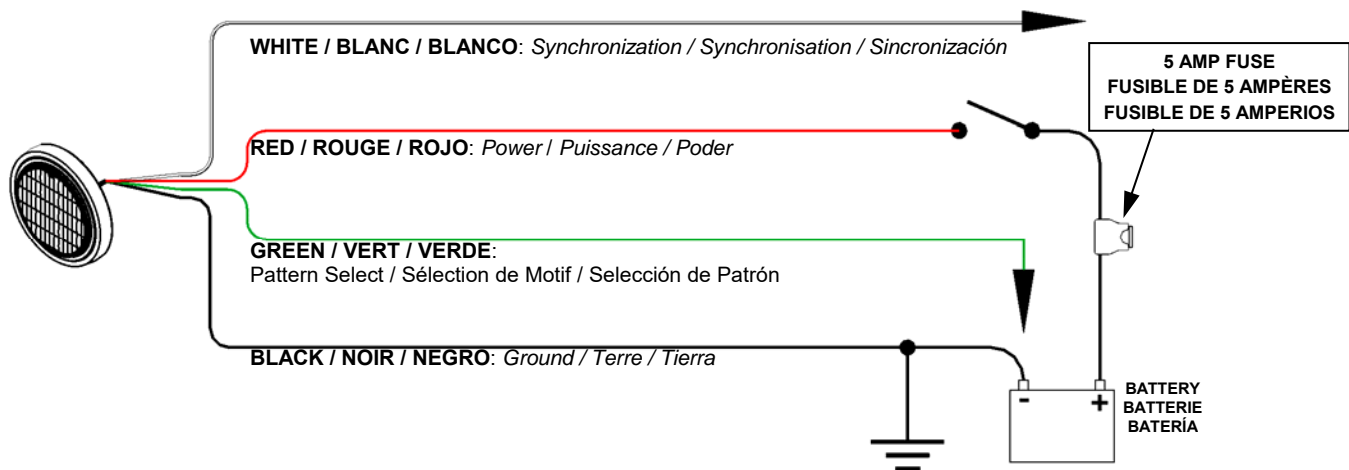 WHITE / BLANC / BLANCO: Synchronization / Synchronisation / Sincronización
5 AMP FUSE
FUSIBLE DE 5 AMPÈRES
FUSIBLE DE 5 AMPERIOS
RED / ROUGE / ROJO: Power / Puissance / Poder
GREEN / VERT / VERDE:
Pattern Select / Sélection de Motif / Selección de Patrón
BLACK / NOIR / NEGRO: Ground / Terre / Tierra
- +
BATTERY
BATTERIE
BATERÍA